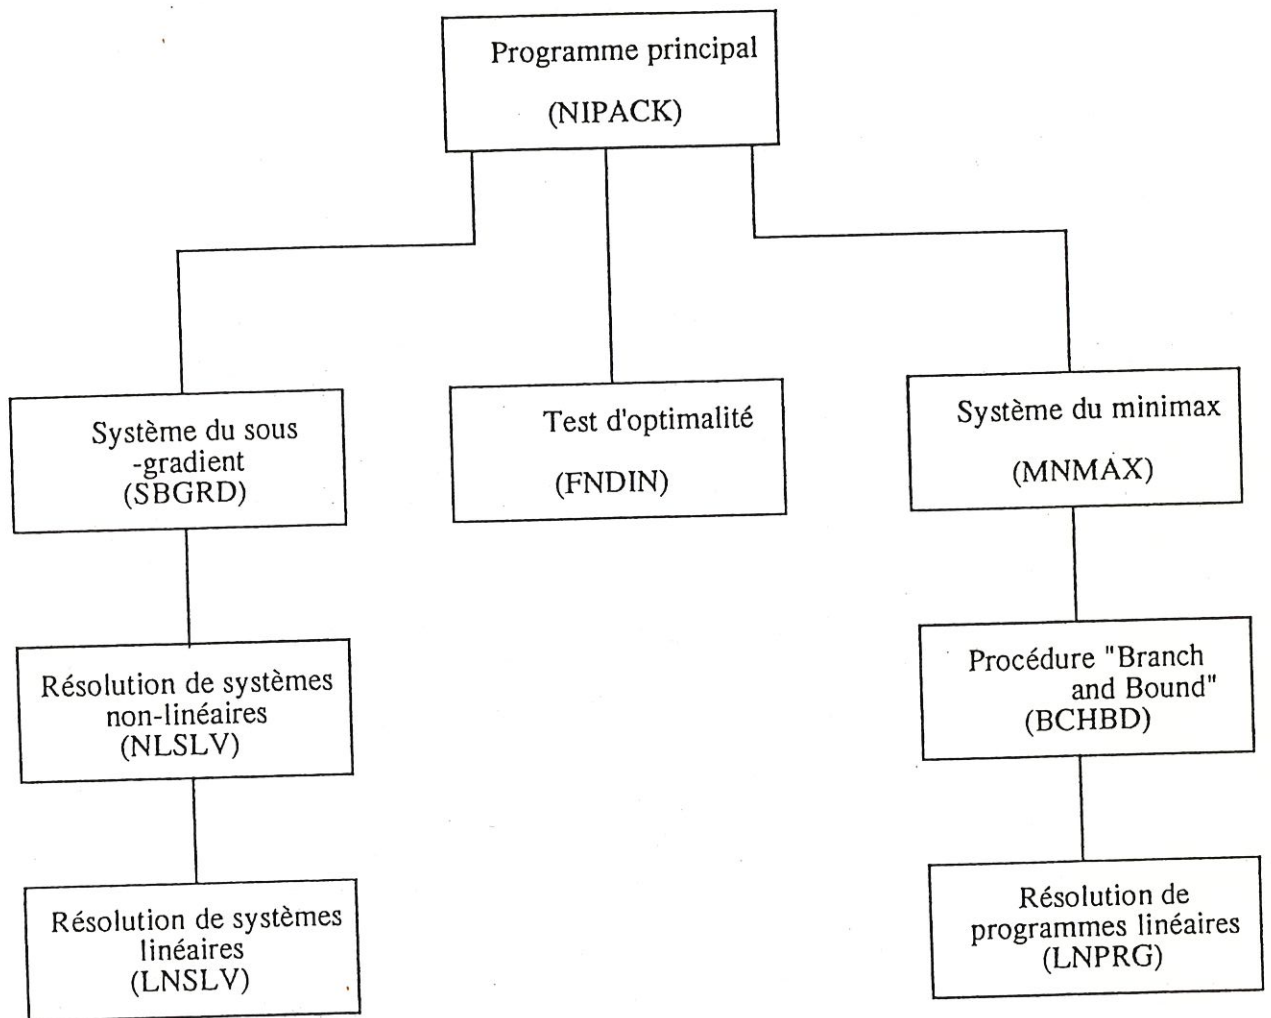 Programme principal
(NIPACK)
Système du sous
-gradient
(SBGRD)
Test d'optimalité
(FNDIN)
Système du minimax
(MNMAX)
Résolution de systèmes
non-linéaires
(NLSLV)
Procédure "Branch
and Bound"
(BCHBD)
Résolution de systèmes
linéaires
(LNSLV)
Résolution de
programmes linéaires
(LNPRG)